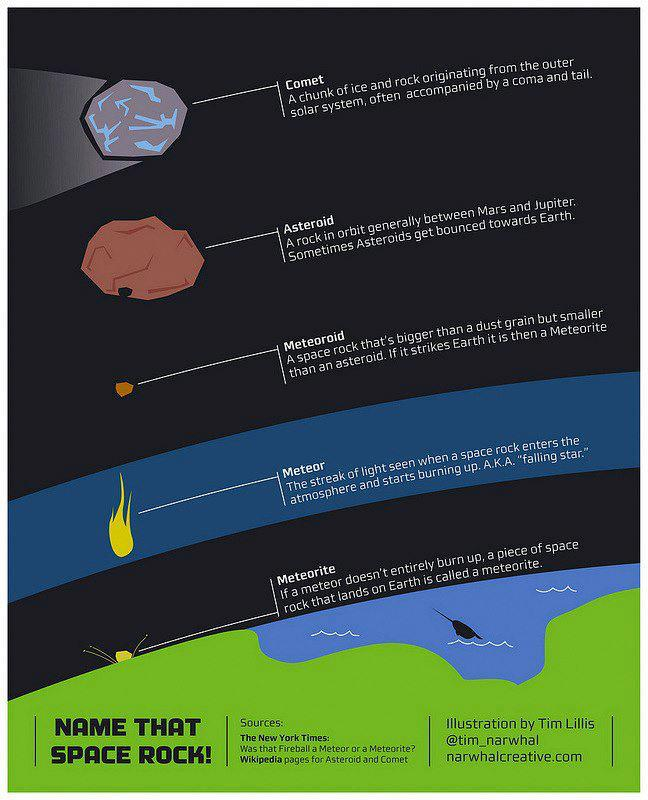 Comet
A chunk of ice and rock originating from the outer
solar system, often accompanied by a coma and tail.
Asteroid
A rock in orbit generally between Mars and Jupiter.
Sometimes Asteroids get bounced towards Earth.
Meteoroid
A space rock that's bigger than a dust grain but smaller
than an asteroid. If it strikes Earth it is then a Meteorite
Meteor
The streak of light seen when a space rock enters the
atmosphere and starts burning up. A.K.A. "falling star."
Meteorite
If a meteor doesn't entirely burn up, a piece of space
rock that lands on Earth is called a meteorite.
NAME THAT
SPACE ROCK!
Sources:
The New York Times:
Was that Fireball a Meteor or a Meteorite?
Wikipedia pages for Asteroid and Comet
Illustration by Tim Lillis
@tim_narwhal
narwhalcreative.com